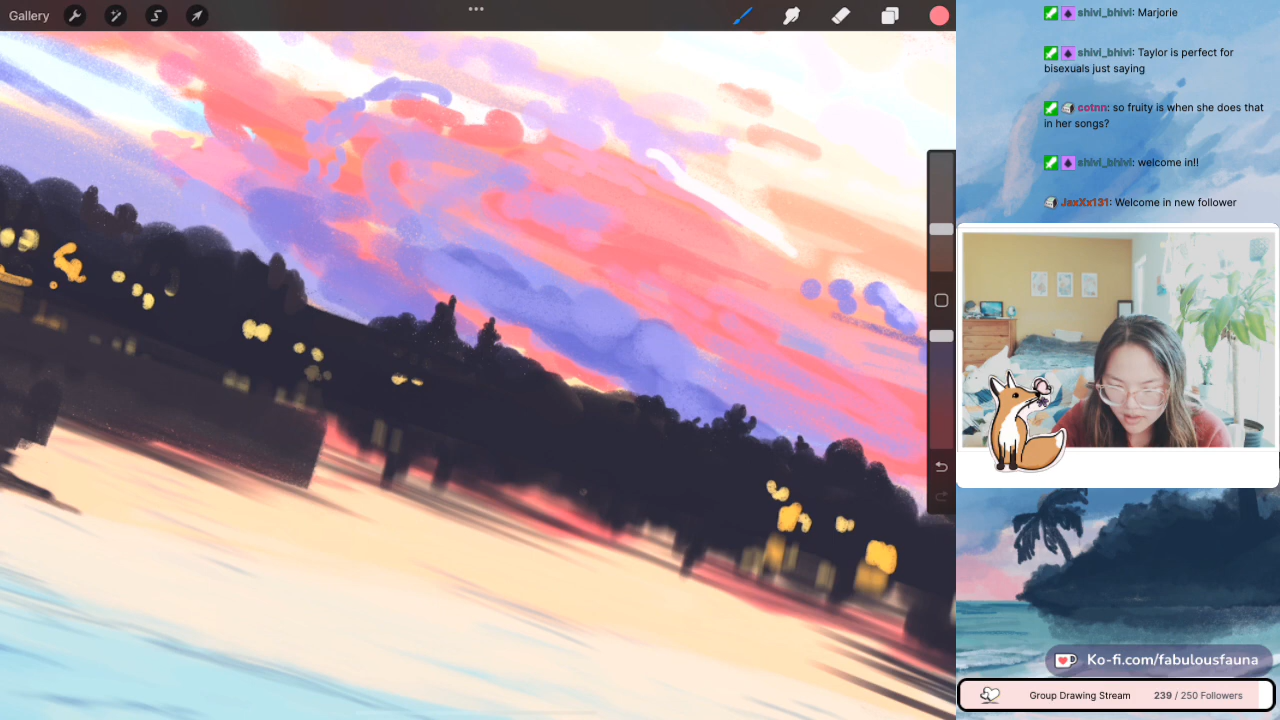 Gallery
shivi_bhivi: Marjorie
shivi_bhivi: Taylor is perfect for
bisexuals just saying
cotnn: so fruity is when she does that
in her songs?
shivi_bhivi: welcome in!!
JaxXx131: Welcome in new follower
Ko-fi.com/fabulousfauna
Group Drawing Stream 239 / 250 Followers